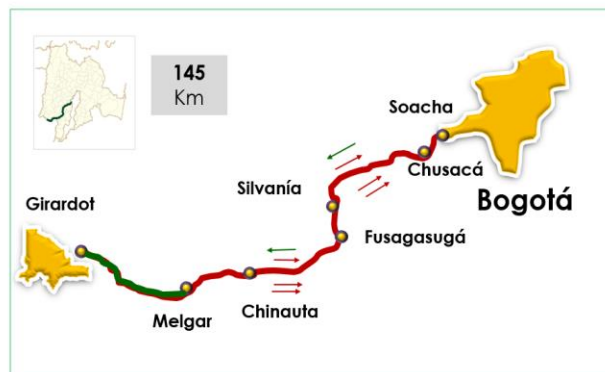 145
Km
Soacha
Chusacá
Bogotá
Silvanía
Girardot
Fusagasugá
Melgar
Chinauta